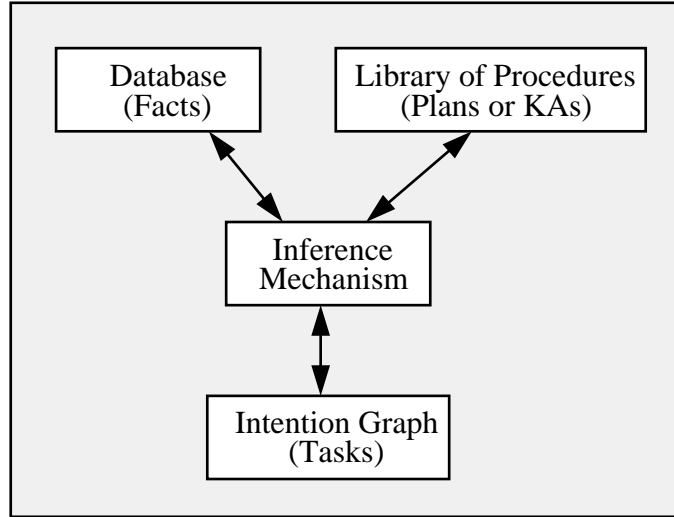 Database
(Facts)
Library of Procedures
(Plans or KAs)
Inference
Mechanism
Intention Graph
(Tasks)